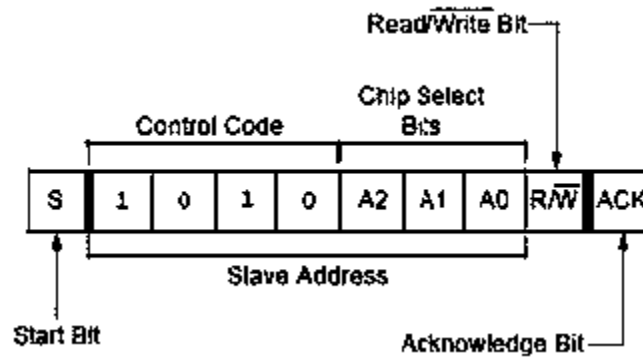 Read/Write Bit
Chip Select
Control Code Bits
S 1 0 1 0 A2 A1 A0 R/W ACK
Slave Address
Start Bit
Acknowledge Bit